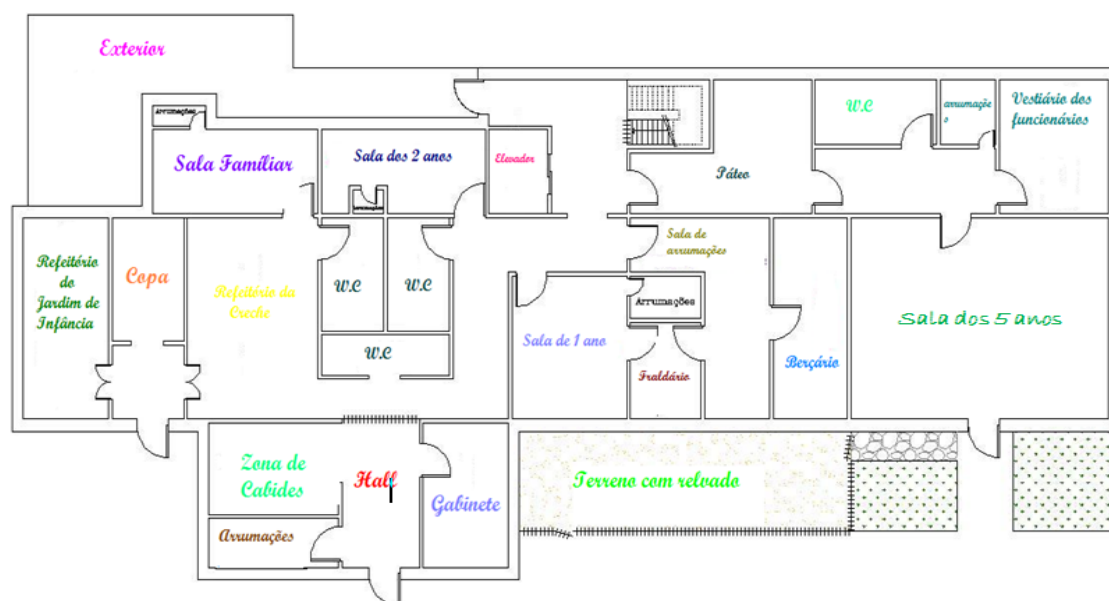 Exterior
Arrumações
Sala Famíliar
Sala dos 2 anos
Arrumações
Elevador
W.C
arrumaçõe
s
Vestiário dos
funcionários
Páteo
Refeitório
do
Jardim de
Infância
Copa
Refeitório da
Creche
W.C
W.C
W.C
Sala de
arrumações
Arrumações
Sala de 1 ano
Fraldário
Berçário
Sala dos 5 anos
Zona de
Cabides
Hall
Gabinete
Arrumações
Terreno com relvado